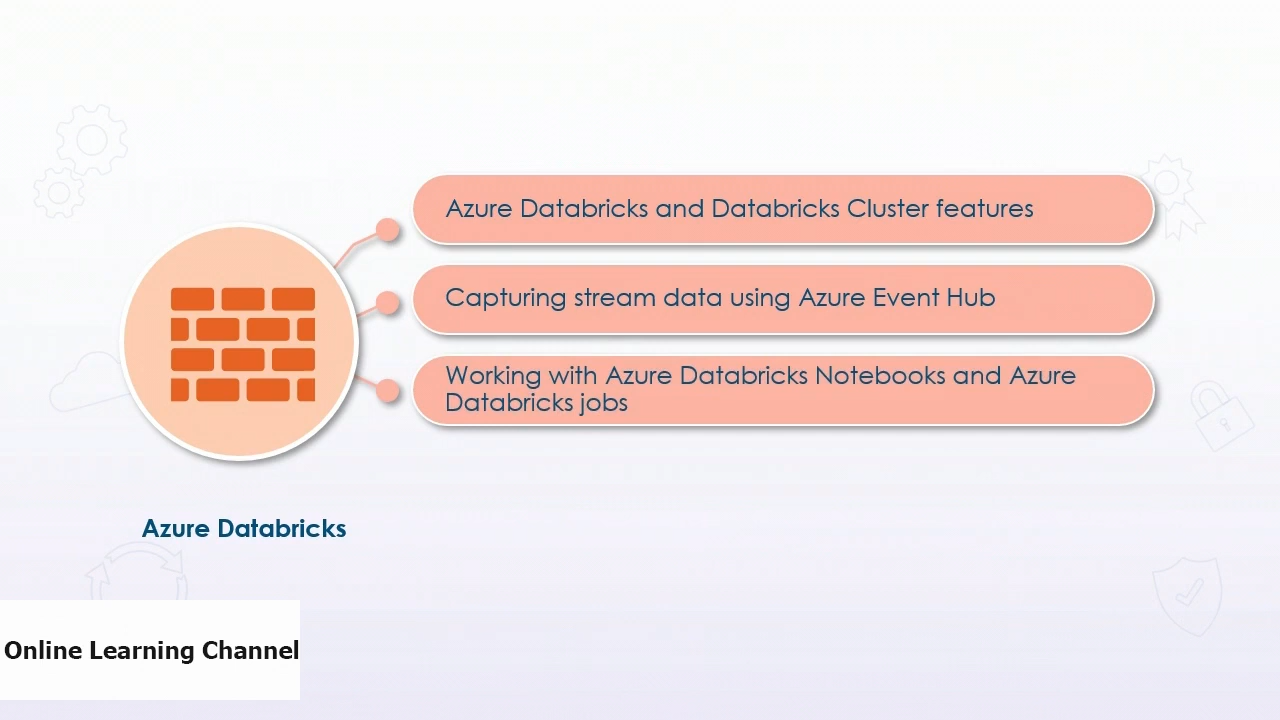 Azure Databricks and Databricks Cluster features
Capturing stream data using Azure Event Hub
Working with Azure Databricks Notebooks and Azure
Databricks jobs
Azure Databricks
Online Learning Channel